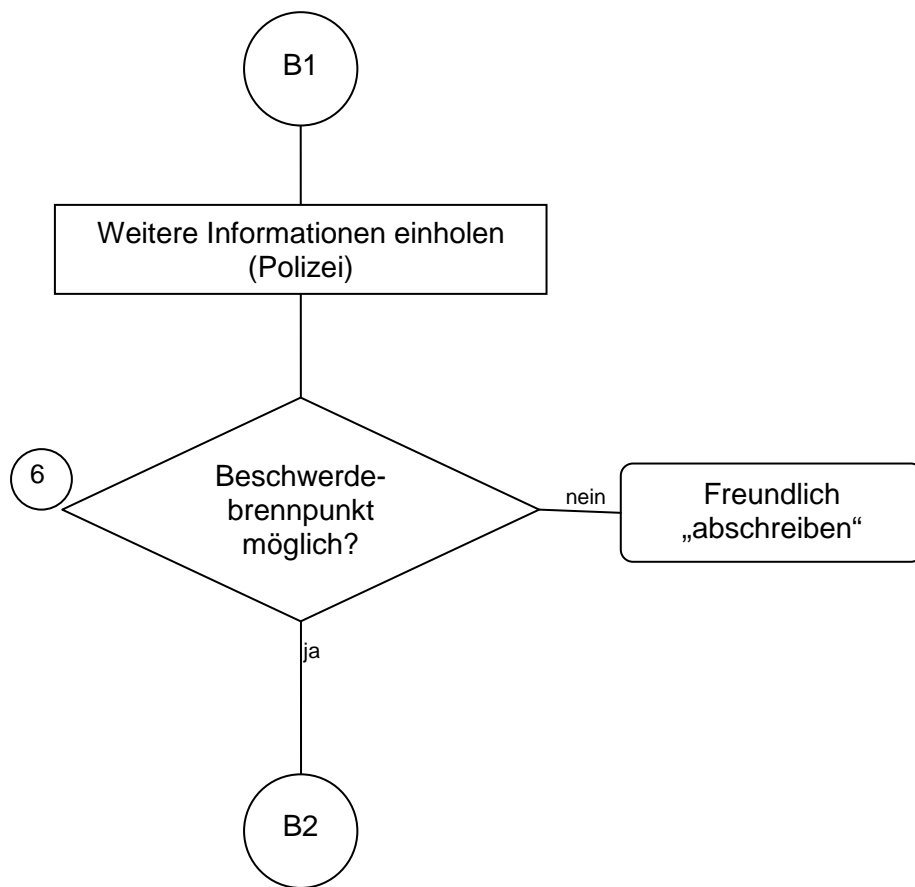 B1
Weitere Informationen einholen
(Polizei)
6
Beschwerde-
brennpunkt
möglich?
nein
Freundlich
„abschreiben“
ja
B2